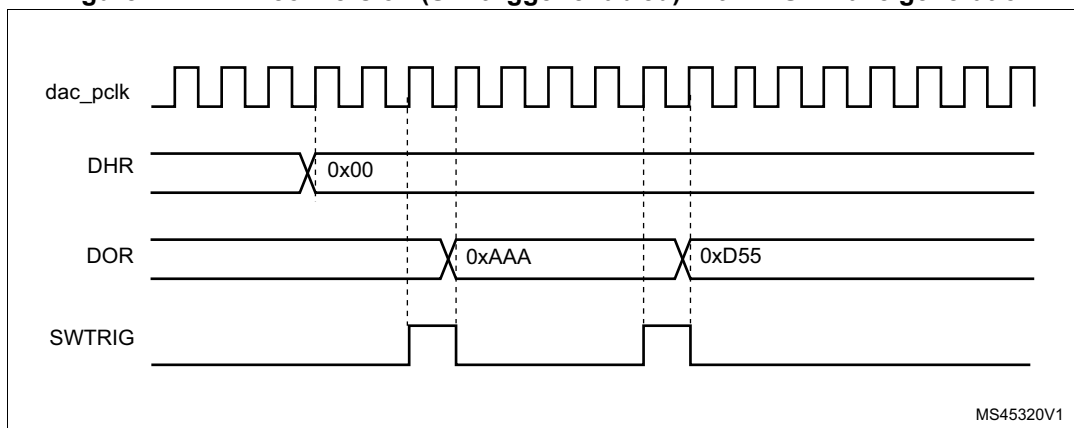 dac_pclk
DHR
0x00
DOR
0xAAA
0xD55
SWTRIG
MS45320V1